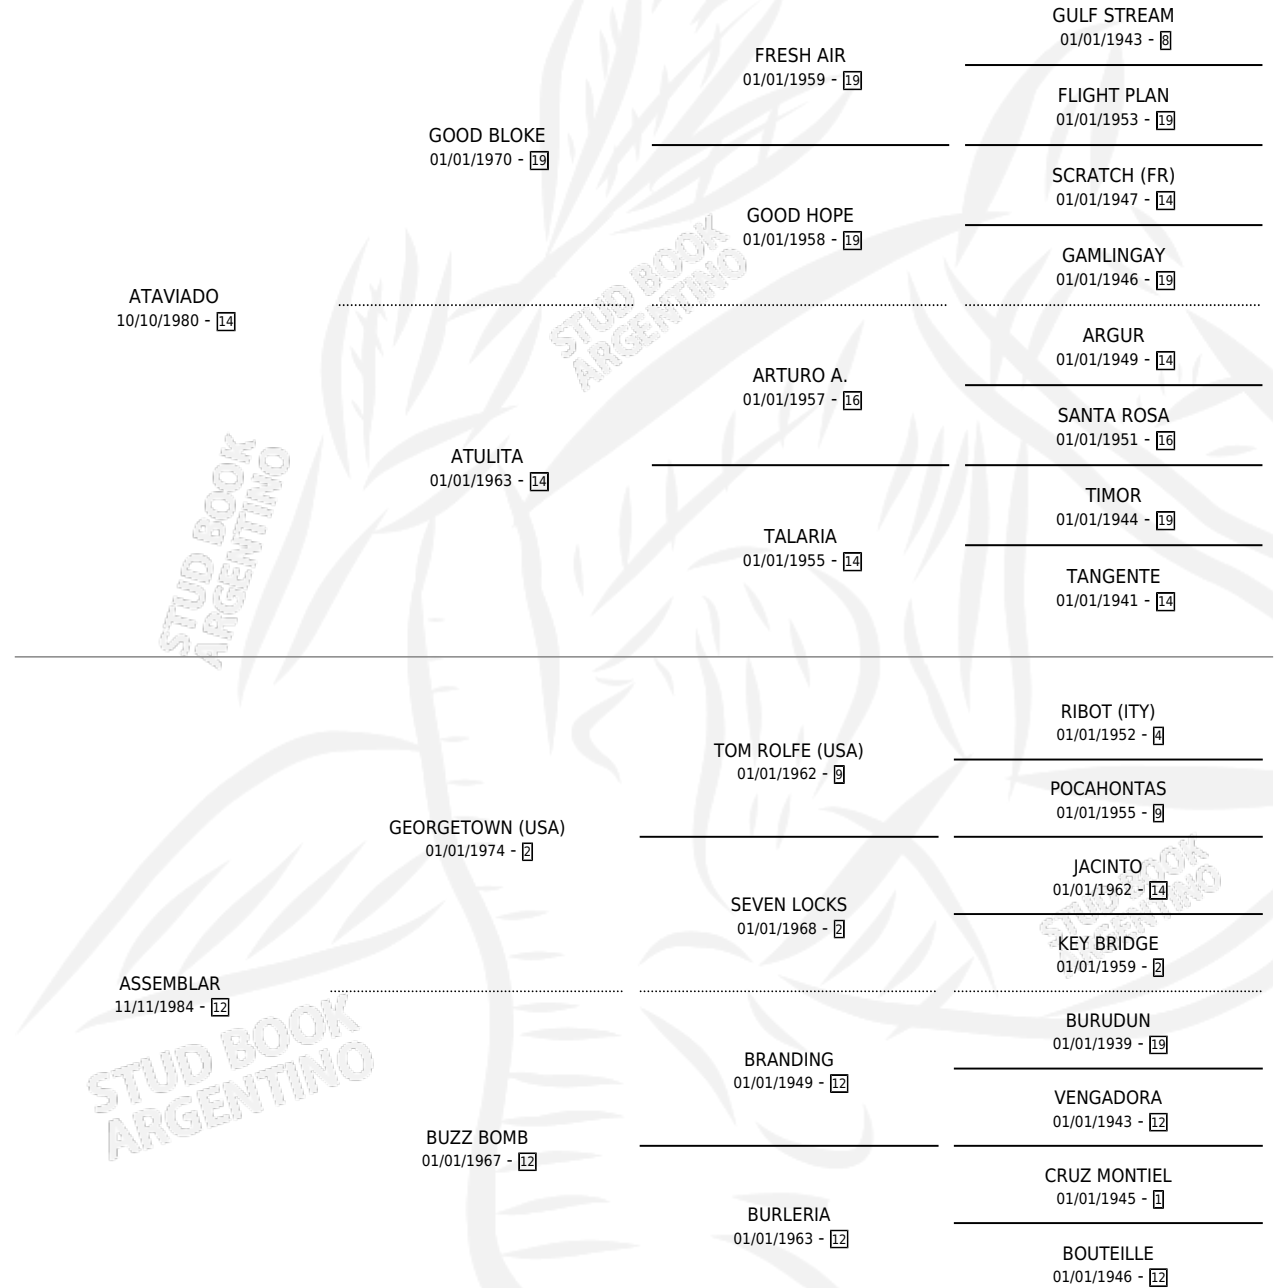 GULF STREAM
01/01/1943 - 8
FRESH AIR
01/01/1959 - 19
FLIGHT PLAN
01/01/1953 - 19
GOOD BLOKE
01/01/1970 - 19
SCRATCH (FR)
01/01/1947 - 14
GOOD HOPE
01/01/1958 - 19
GAMLINGAY
01/01/1946 - 19
ATAVIADO
10/10/1980 - 14
STUD BOOK
ARGENTINO
ARGUR
01/01/1949 - 14
ARTURO A.
01/01/1957 - 16
SANTA ROSA
01/01/1951 - 16
ATULITA
01/01/1963 - 14
TIMOR
01/01/1944 - 19
TALARIA
01/01/1955 - 14
TANGENTE
01/01/1941 - 14
STUD BOOK
ARGENTINO
RIBOT (ITY)
01/01/1952 - 4
TOM ROLFE (USA)
01/01/1962 - 9
POCAHONTAS
01/01/1955 - 9
GEORGETOWN (USA)
01/01/1974 - 2
JACINTO
01/01/1962 - 14
SEVEN LOCKS
01/01/1968 - 2
KEY BRIDGE
01/01/1959 - 2
STUD BOOK
ARGENTINO
ASSEMBLAR
11/11/1984 - 12
BURUDUN
01/01/1939 - 19
BRANDING
01/01/1949 - 12
VENGADORA
01/01/1943 - 12
STUD BOOK
ARGENTINO
BUZZ BOMB
01/01/1967 - 12
CRUZ MONTIEL
01/01/1945 - 1
BURLERIA
01/01/1963 - 12
BOUTEILLE
01/01/1946 - 12